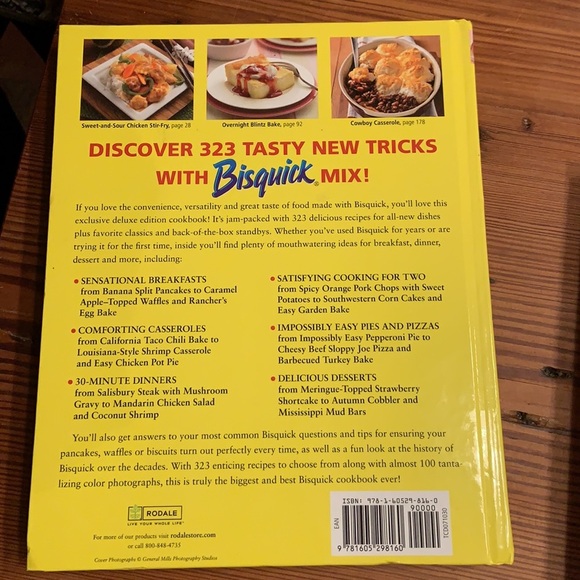 Sweet-and-Sour Chicken Stir-Fry, page 28
Overnight Blintz Bake, page 92
Cowboy Casserole, page 178
DISCOVER 323 TASTY NEW TRICKS
WITH Bisquick® MIX!
If you love the convenience, versatility and great taste of food made with Bisquick, you'll love this
exclusive deluxe edition cookbook! It's jam-packed with 323 delicious recipes for all-new dishes
plus favorite classics and back-of-the-box standbys. Whether you've used Bisquick for years or are
trying it for the first time, inside you'll find plenty of mouthwatering ideas for breakfast, dinner,
dessert and more, including:
• SENSATIONAL BREAKFASTS
from Banana Split Pancakes to Caramel
Apple–Topped Waffles and Rancher's
Egg Bake
• COMFORTING CASSEROLES
from California Taco Chili Bake to
Louisiana-Style Shrimp Casserole
and Easy Chicken Pot Pie
• 30-MINUTE DINNERS
from Salisbury Steak with Mushroom
Gravy to Mandarin Chicken Salad
and Coconut Shrimp
• SATISFYING COOKING FOR TWO
from Spicy Orange Pork Chops with Sweet
Potatoes to Southwestern Corn Cakes and
Easy Garden Bake
• IMPOSSIBLY EASY PIES AND PIZZAS
from Impossibly Easy Pepperoni Pie to
Cheesy Beef Sloppy Joe Pizza and
Barbecued Turkey Bake
• DELICIOUS DESSERTS
from Meringue-Topped Strawberry
Shortcake to Autumn Cobbler and
Mississippi Mud Bars
You'll also get answers to your most common Bisquick questions and tips for ensuring your
pancakes, waffles or biscuits turn out perfectly every time, as well as a fun look at the history of
Bisquick over the decades. With 323 enticing recipes to choose from along with almost 100 tanta-
lizing color photographs, this is truly the biggest and best Bisquick cookbook ever!
RODALE
LIVE YOUR WHOLE LIFE™
For more of our products visit rodalestore.com
or call 800-848-4735
Cover Photography © General Mills Photography Studios
ISBN: 978-1-60529-816-0
90000
EAN
9 781605 298160
TCD071030